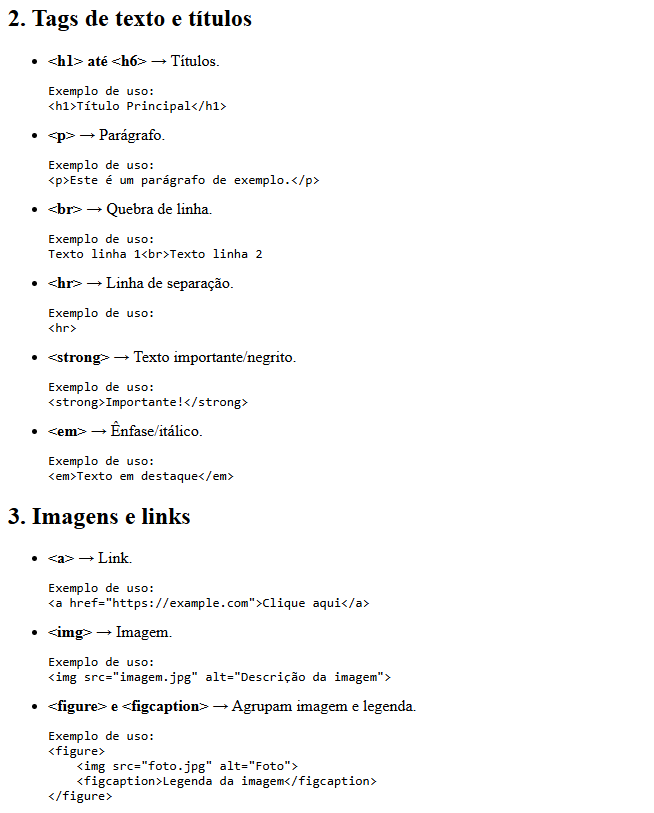 2. Tags de texto e títulos
• <h1> até <h6> → Títulos.
Exemplo de uso:
<h1>Título Principal</h1>
• <p> → Parágrafo.
Exemplo de uso:
<p>Este é um parágrafo de exemplo.</p>
• <br> → Quebra de linha.
Exemplo de uso:
Texto linha 1<br>Texto linha 2
• <hr> → Linha de separação.
Exemplo de uso:
<hr>
• <strong> → Texto importante/negrito.
Exemplo de uso:
<strong>Importante!</strong>
• <em> → Ênfase/itálico.
Exemplo de uso:
<em>Texto em destaque</em>
3. Imagens e links
• <a> → Link.
Exemplo de uso:
<a href="https://example.com">Clique aqui</a>
• <img> → Imagem.
Exemplo de uso:
<img src="imagem.jpg" alt="Descrição da imagem">
• <figure> e <figcaption> → Agrupam imagem e legenda.
Exemplo de uso:
<figure>
    <img src="foto.jpg" alt="Foto">
    <figcaption>Legenda da imagem</figcaption>
</figure>